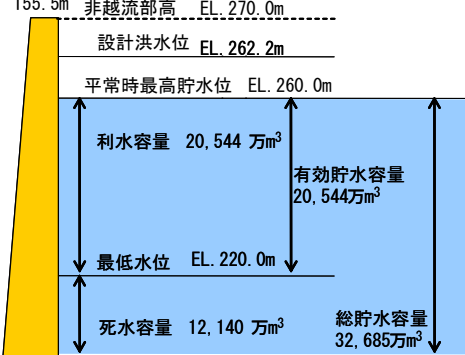 155.5m 非越流部高 EL.270.0m
設計洪水位 EL.262.2m
平常時最高貯水位 EL.260.0m
利水容量 20,544 万m³
有効貯水容量
20,544万m³
最低水位 EL.220.0m
死水容量 12,140 万m³
総貯水容量
32,685万m³